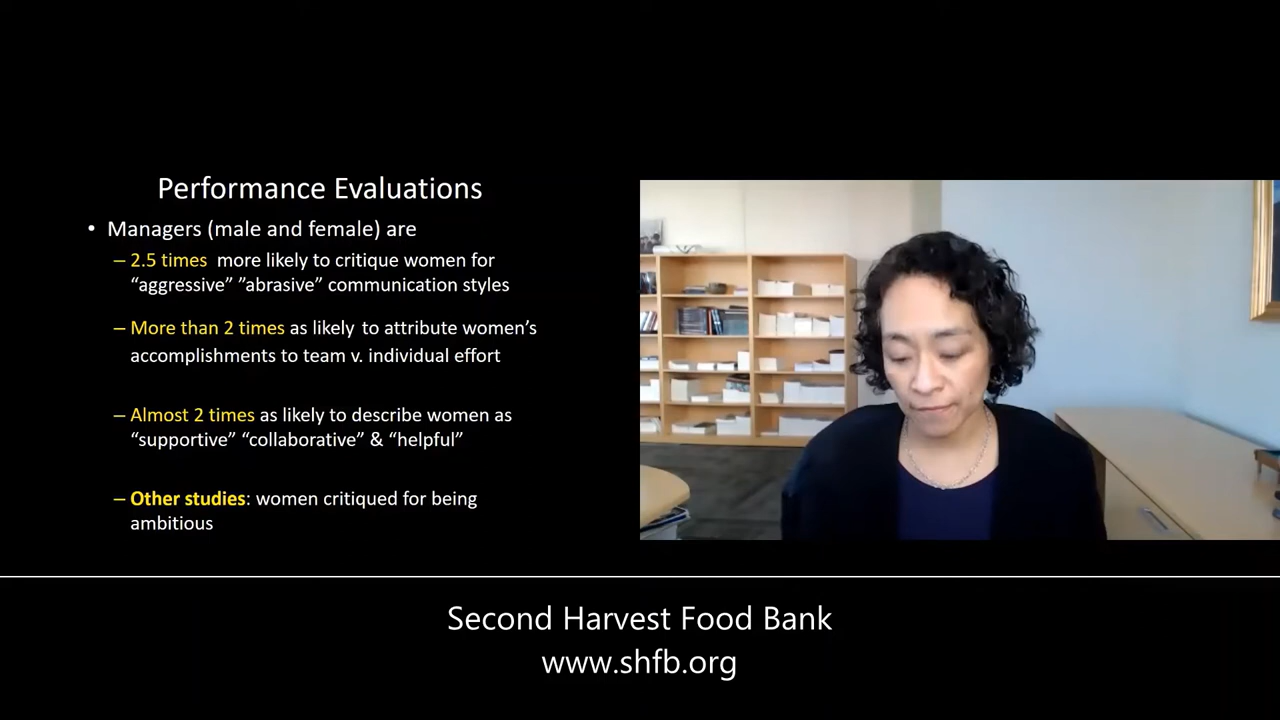 Performance Evaluations
• Managers (male and female) are
– 2.5 times more likely to critique women for
“aggressive” ”abrasive” communication styles
– More than 2 times as likely to attribute women’s
accomplishments to team v. individual effort
– Almost 2 times as likely to describe women as
“supportive” “collaborative” & “helpful”
– Other studies: women critiqued for being
ambitious
Second Harvest Food Bank
www.shfb.org